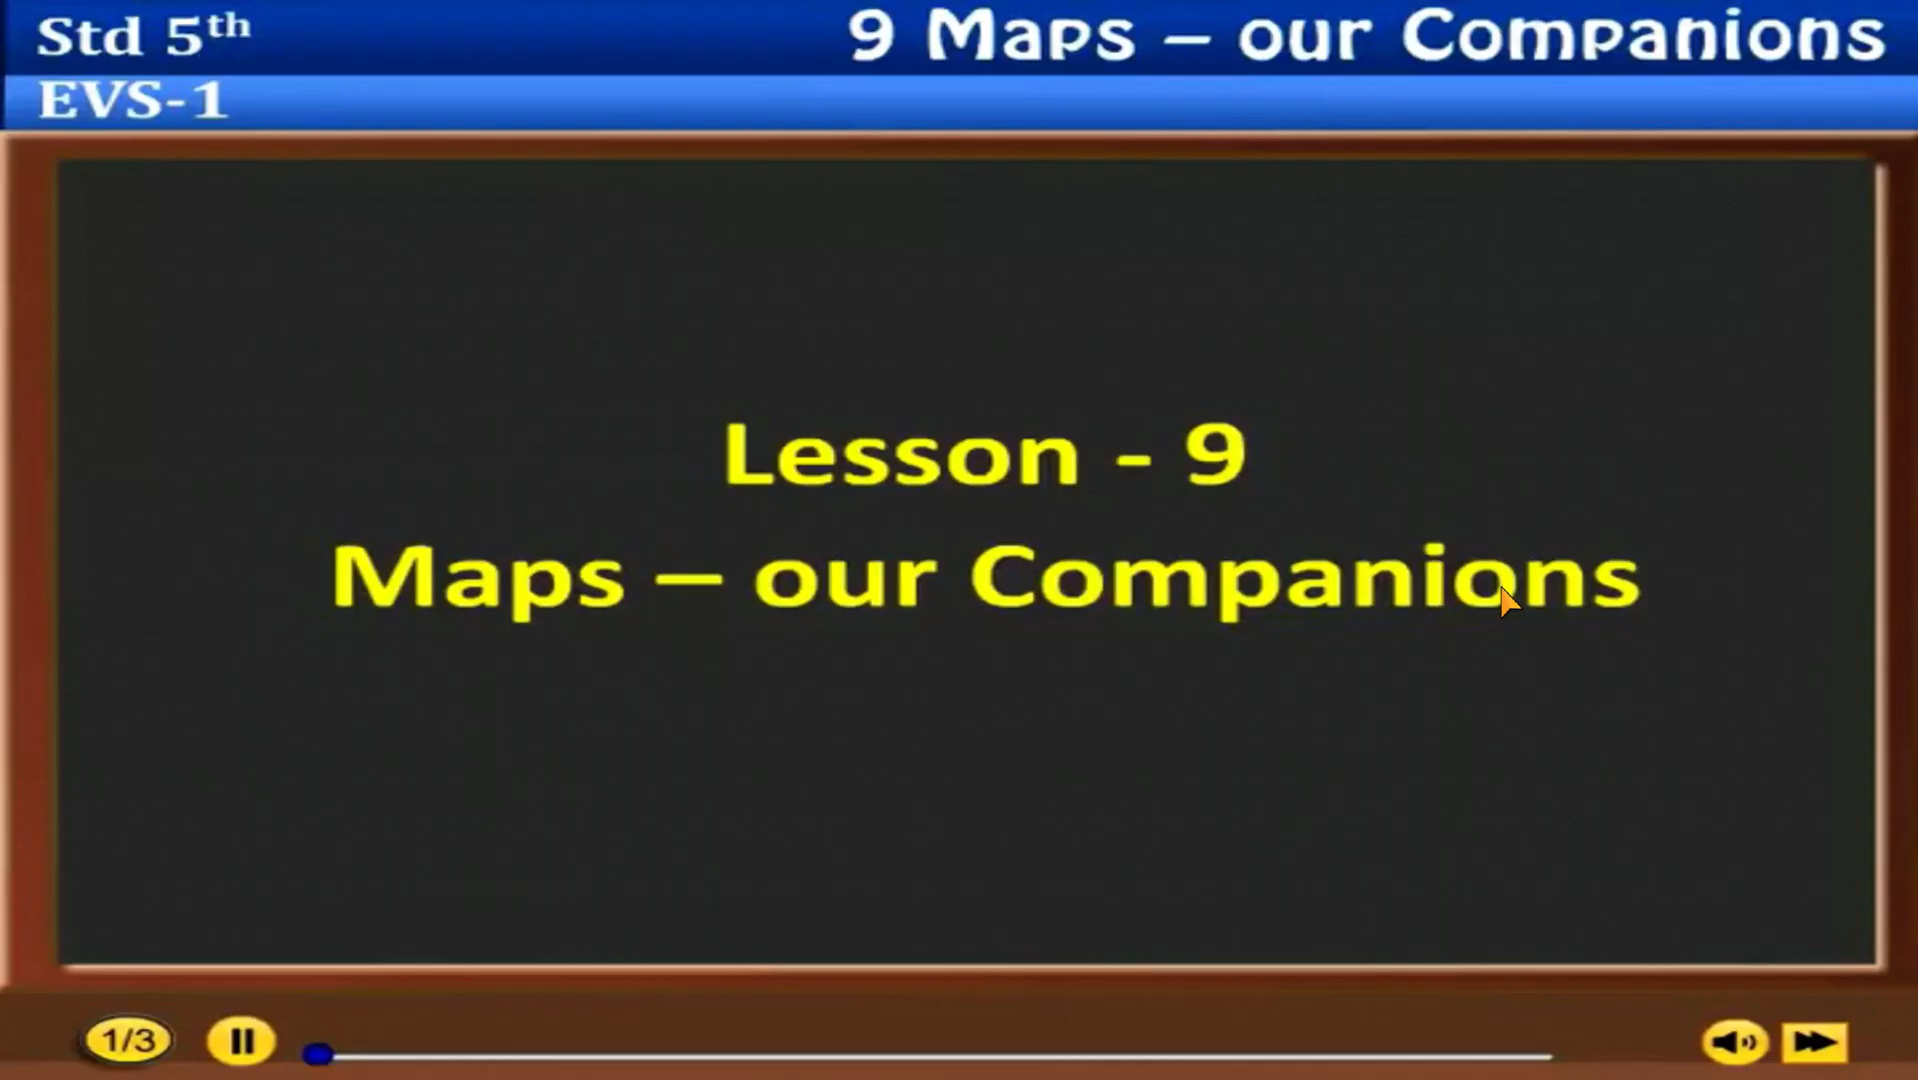 Std 5th
9 Maps – our Companions
EVS-1
Lesson - 9
Maps – our Companions
1/3